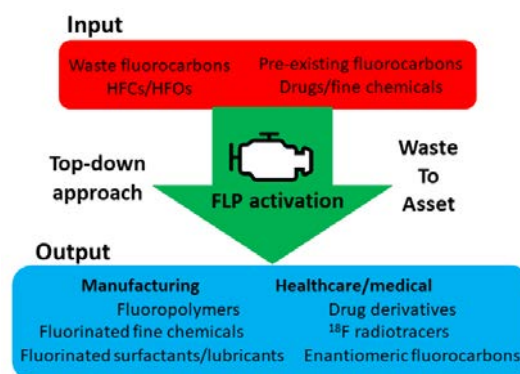 Input
Waste fluorocarbons
HFCs/HFOs
Pre-existing fluorocarbons
Drugs/fine chemicals
Top-down
approach
FLP activation
Waste
To
Asset
Output
Manufacturing
Fluoropolymers
Fluorinated fine chemicals
Fluorinated surfactants/lubricants
Healthcare/medical
Drug derivatives
¹⁸F radiotracers
Enantiomeric fluorocarbons